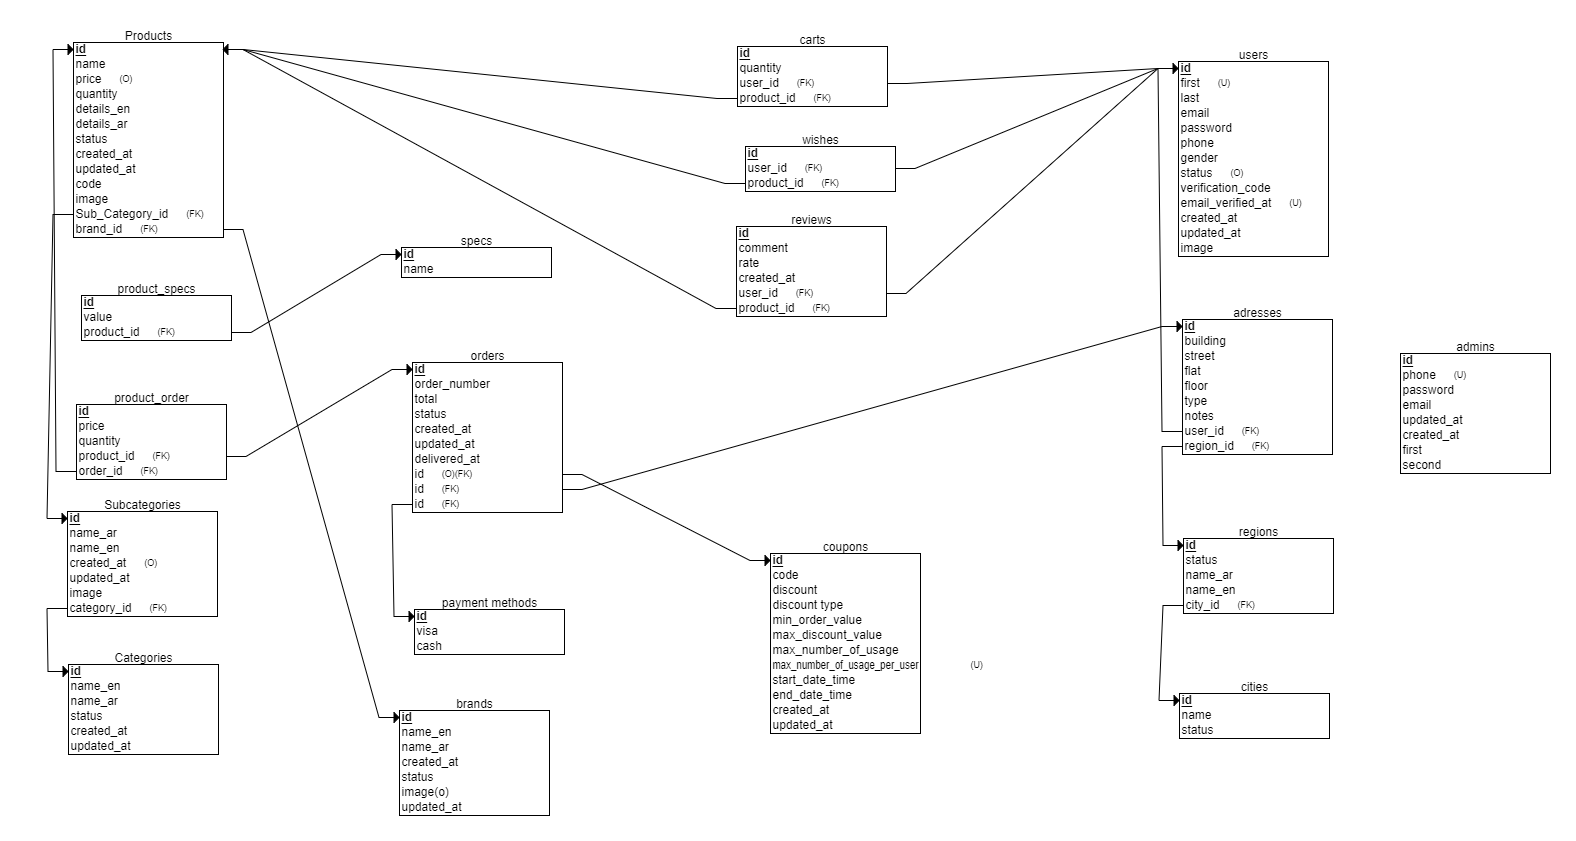 Products
id
name
price (O)
quantity
details_en
details_ar
status
created_at
updated_at
code
image
Sub_Category_id (FK)
brand_id (FK)
product_specs
id
value
product_id (FK)
product_order
id
price
quantity
product_id (FK)
order_id (FK)
Subcategories
id
name_ar
name_en
created_at (O)
updated_at
image
category_id (FK)
Categories
id
name_en
name_ar
status
created_at
updated_at
specs
id
name
orders
id
order_number
total
status
created_at
updated_at
delivered_at
id (O)(FK)
id (FK)
id (FK)
payment methods
id
visa
cash
brands
id
name_en
name_ar
created_at
status
image(o)
updated_at
carts
id
quantity
user_id (FK)
product_id (FK)
wishes
id
user_id (FK)
product_id (FK)
reviews
id
comment
rate
created_at
user_id (FK)
product_id (FK)
coupons
id
code
discount
discount type
min_order_value
max_discount_value
max_number_of_usage
max_number_of_usage_per_user (U)
start_date_time
end_date_time
created_at
updated_at
users
id
first (U)
last
email
password
phone
gender
status (O)
verification_code
email_verified_at (U)
created_at
updated_at
image
adresses
id
building
street
flat
floor
type
notes
user_id (FK)
region_id (FK)
regions
id
status
name_ar
name_en
city_id (FK)
cities
id
name
status
admins
id
phone (U)
password
email
updated_at
created_at
first
second